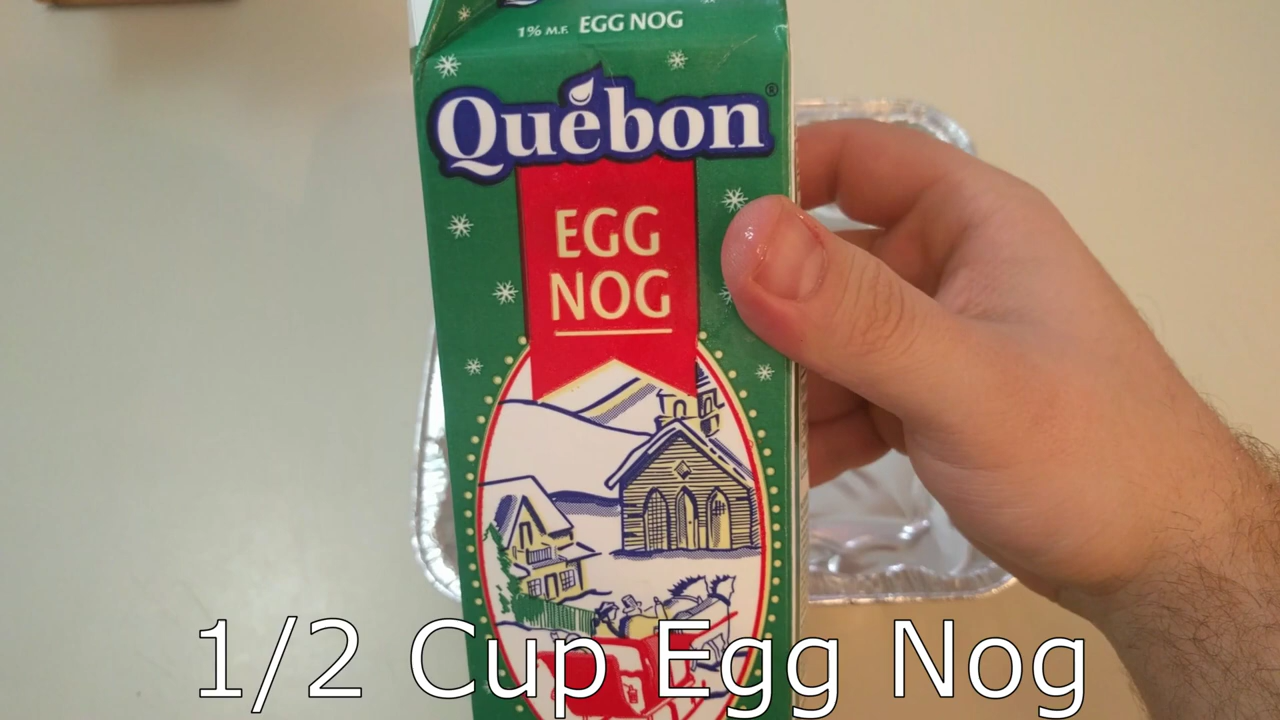 1% M.F. EGG NOG
Québon®
EGG
NOG
1/2 Cup Egg Nog